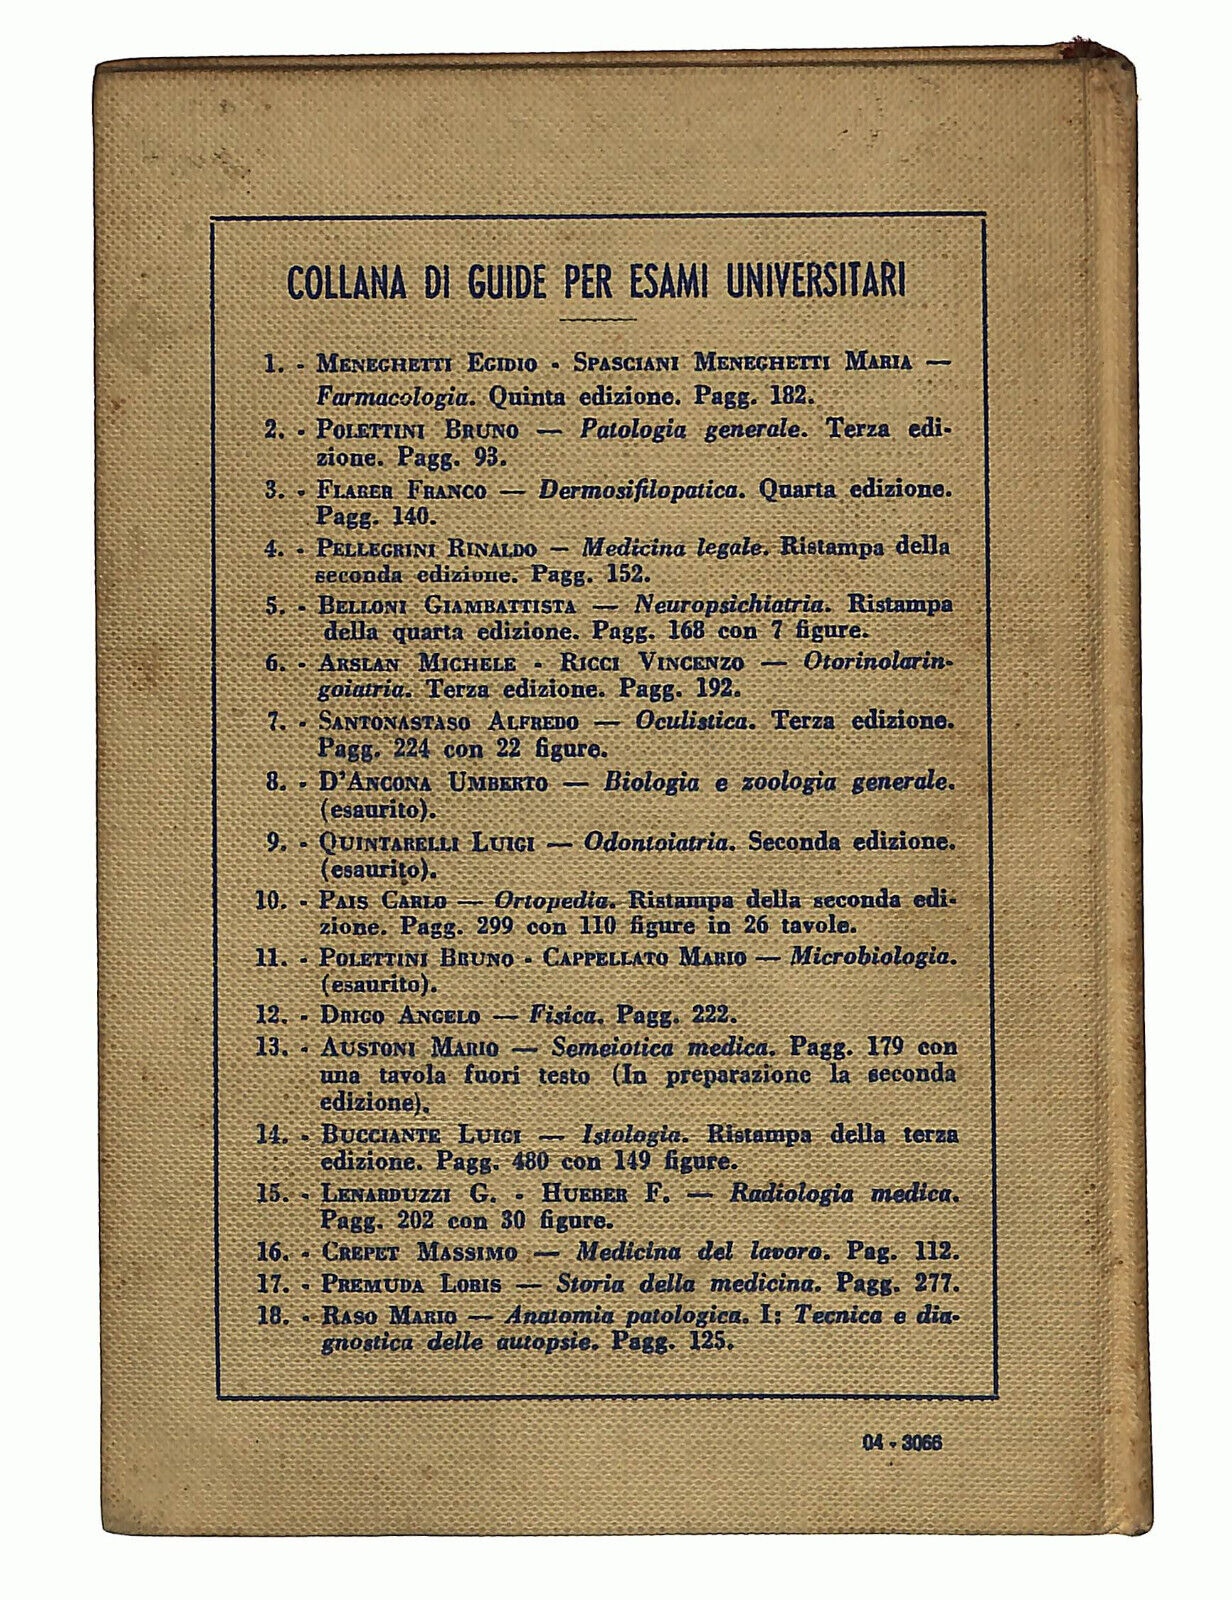 COLLANA DI GUIDE PER ESAMI UNIVERSITARI
1. - MENEGHETTI EGIDIO - SPASCIANI MENEGHETTI MARIA —
Farmacologia. Quinta edizione. Pagg. 182.
2. - POLETTINI BRUNO — Patologia generale. Terza edi-
zione. Pagg. 93.
3. - FLARER FRANCO — Dermosifilopatica. Quarta edizione.
Pagg. 140.
4. - PELLEGRINI RINALDO — Medicina legale. Ristampa della
seconda edizione. Pagg. 152.
5. - BELLONI GIAMBATTISTA — Neuropsichiatria. Ristampa
della quarta edizione. Pagg. 168 con 7 figure.
6. - ARSLAN MICHELE - RICCI VINCENZO — Otorinolarin-
goiatria. Terza edizione. Pagg. 192.
7. - SANTONASTASO ALFREDO — Oculistica. Terza edizione.
Pagg. 224 con 22 figure.
8. - D'ANCONA UMBERTO — Biologia e zoologia generale.
(esaurito).
9. - QUINTARELLI LUIGI — Odontoiatria. Seconda edizione.
(esaurito).
10. - PAIS CARLO — Ortopedia. Ristampa della seconda edi-
zione. Pagg. 299 con 110 figure in 26 tavole.
11. - POLETTINI BRUNO - CAPPELLATO MARIO — Microbiologia.
(esaurito).
12. - DRIGO ANGELO — Fisica. Pagg. 222.
13. - AUSTONI MARIO — Semeiotica medica. Pagg. 179 con
una tavola fuori testo (In preparazione la seconda
edizione).
14. - BUCCIANTE LUIGI — Istologia. Ristampa della terza
edizione. Pagg. 480 con 149 figure.
15. - LENARDUZZI G. - HUEBER F. — Radiologia medica.
Pagg. 202 con 30 figure.
16. - CREPET MASSIMO — Medicina del lavoro. Pag. 112.
17. - PREMUDA LORIS — Storia della medicina. Pagg. 277.
18. - RASO MARIO — Anatomia patologica. I: Tecnica e dia-
gnostica delle autopsie. Pagg. 125.
04 - 3066